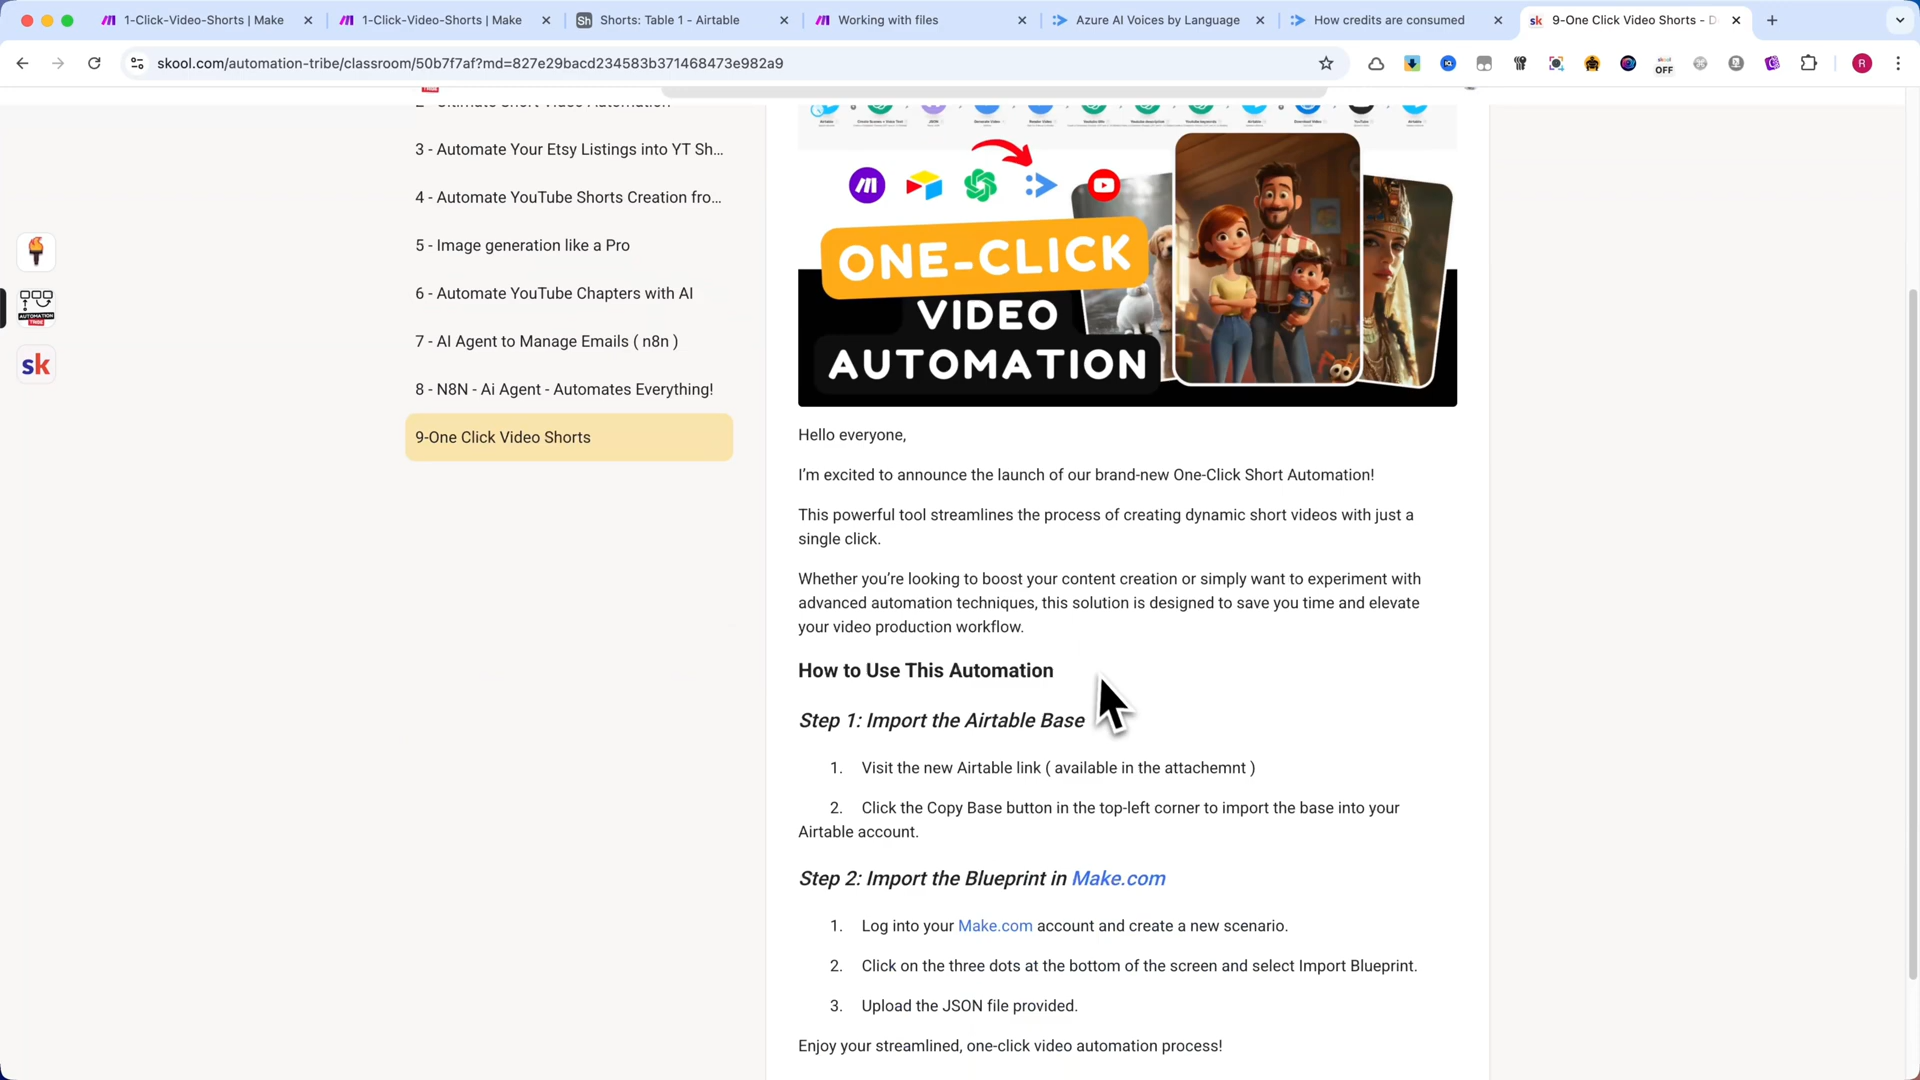 1-Click-Video-Shorts | Make
1-Click-Video-Shorts | Make
Shorts: Table 1 - Airtable
Working with files
Azure AI Voices by Language
How credits are consumed
9-One Click Video Shorts - D
skool.com/automation-tribe/classroom/50b7f7af?md=827e29bacd234583b371468473e982a9
OFF
R
2 - Ultimate Short Video Automation
3 - Automate Your Etsy Listings into YT Sh...
4 - Automate YouTube Shorts Creation fro...
5 - Image generation like a Pro
6 - Automate YouTube Chapters with AI
7 - AI Agent to Manage Emails ( n8n )
8 - N8N - Ai Agent - Automates Everything!
9-One Click Video Shorts
AUTOMATION
TRIBE
sk
ONE-CLICK
VIDEO
AUTOMATION
Hello everyone,
I’m excited to announce the launch of our brand-new One-Click Short Automation!
This powerful tool streamlines the process of creating dynamic short videos with just a
single click.
Whether you’re looking to boost your content creation or simply want to experiment with
advanced automation techniques, this solution is designed to save you time and elevate
your video production workflow.
How to Use This Automation
Step 1: Import the Airtable Base
1. Visit the new Airtable link ( available in the attachemnt )
2. Click the Copy Base button in the top-left corner to import the base into your
Airtable account.
Step 2: Import the Blueprint in Make.com
1. Log into your Make.com account and create a new scenario.
2. Click on the three dots at the bottom of the screen and select Import Blueprint.
3. Upload the JSON file provided.
Enjoy your streamlined, one-click video automation process!